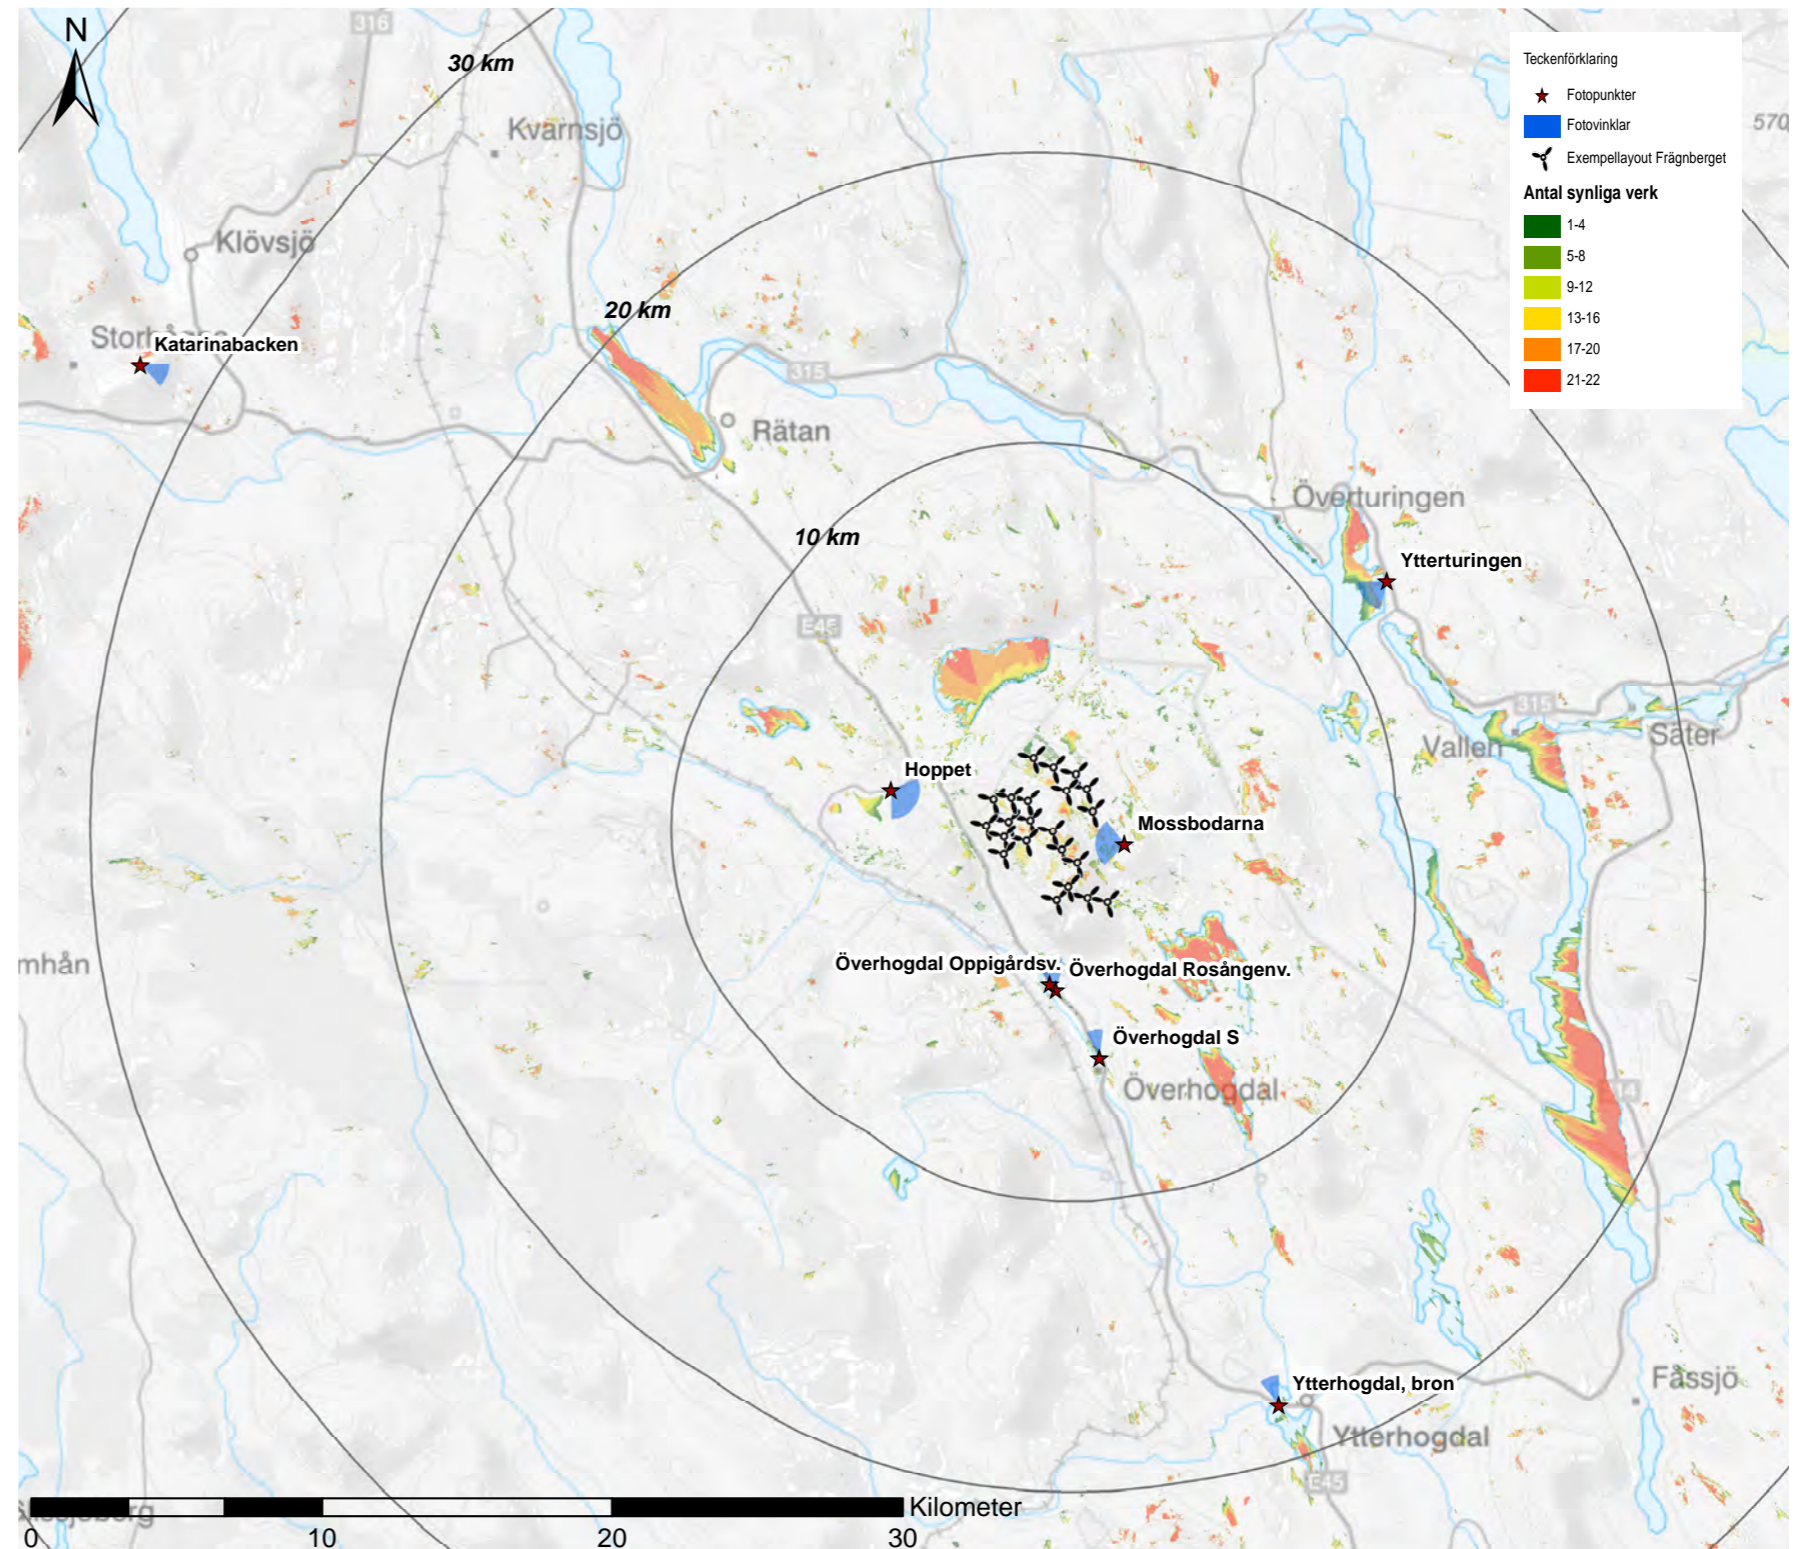 N
316
30 km
Kvarnsjö
Klövsjö
20 km
Katarinabacken
315
Rätan
10 km
Överturingen
Ytterturingen
E45
315
Vallen
Säter
Hoppet
Mossbodarna
Överhogdal Oppigårdsv.
Överhogdal Rosångenv.
Överhogdal S
Överhogdal
mhån
Ytterhogdal, bron
Ytterhogdal
E45
Fåssjö
570
Teckenförklaring
Fotopunkter
Fotovinklar
Exempellayout Frägnberget
Antal synliga verk
1-4
5-8
9-12
13-16
17-20
21-22
Kilometer
0 10 20 30